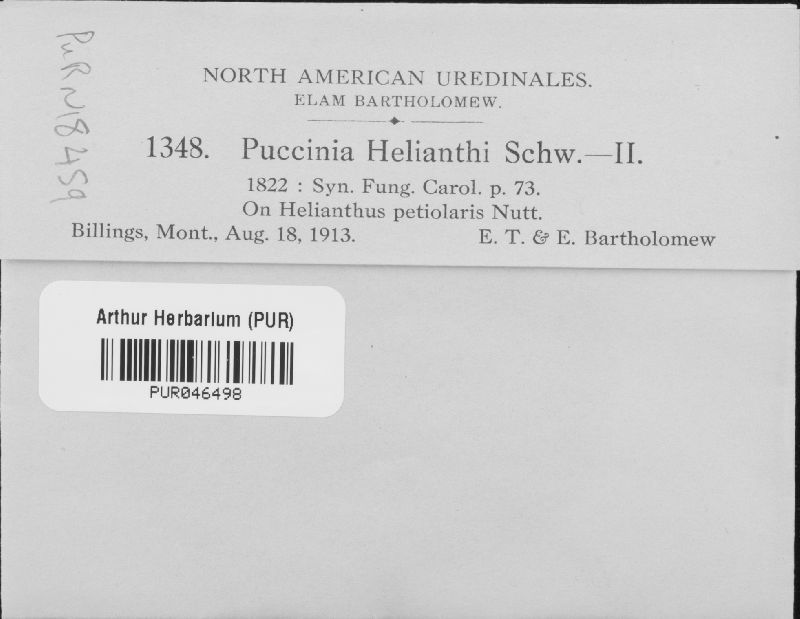 PUR N18459
NORTH AMERICAN UREDINALES.
ELAM BARTHOLOMEW.
1348. Puccinia Helianthi Schw.—II.
1822 : Syn. Fung. Carol. p. 73.
On Helianthus petiolaris Nutt.
Billings, Mont., Aug. 18, 1913. E. T. & E. Bartholomew
Arthur Herbarium (PUR)
PUR046498